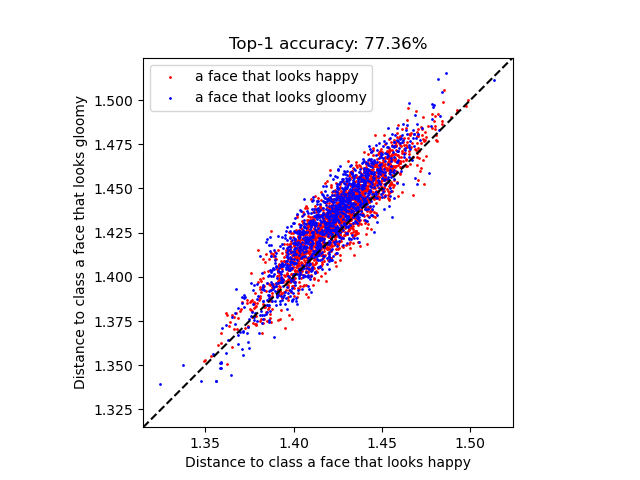 Top-1 accuracy: 77.36%
a face that looks happy
a face that looks gloomy
Distance to class a face that looks gloomy
1.500
1.475
1.450
1.425
1.400
1.375
1.350
1.325
1.35
1.40
1.45
1.50
Distance to class a face that looks happy